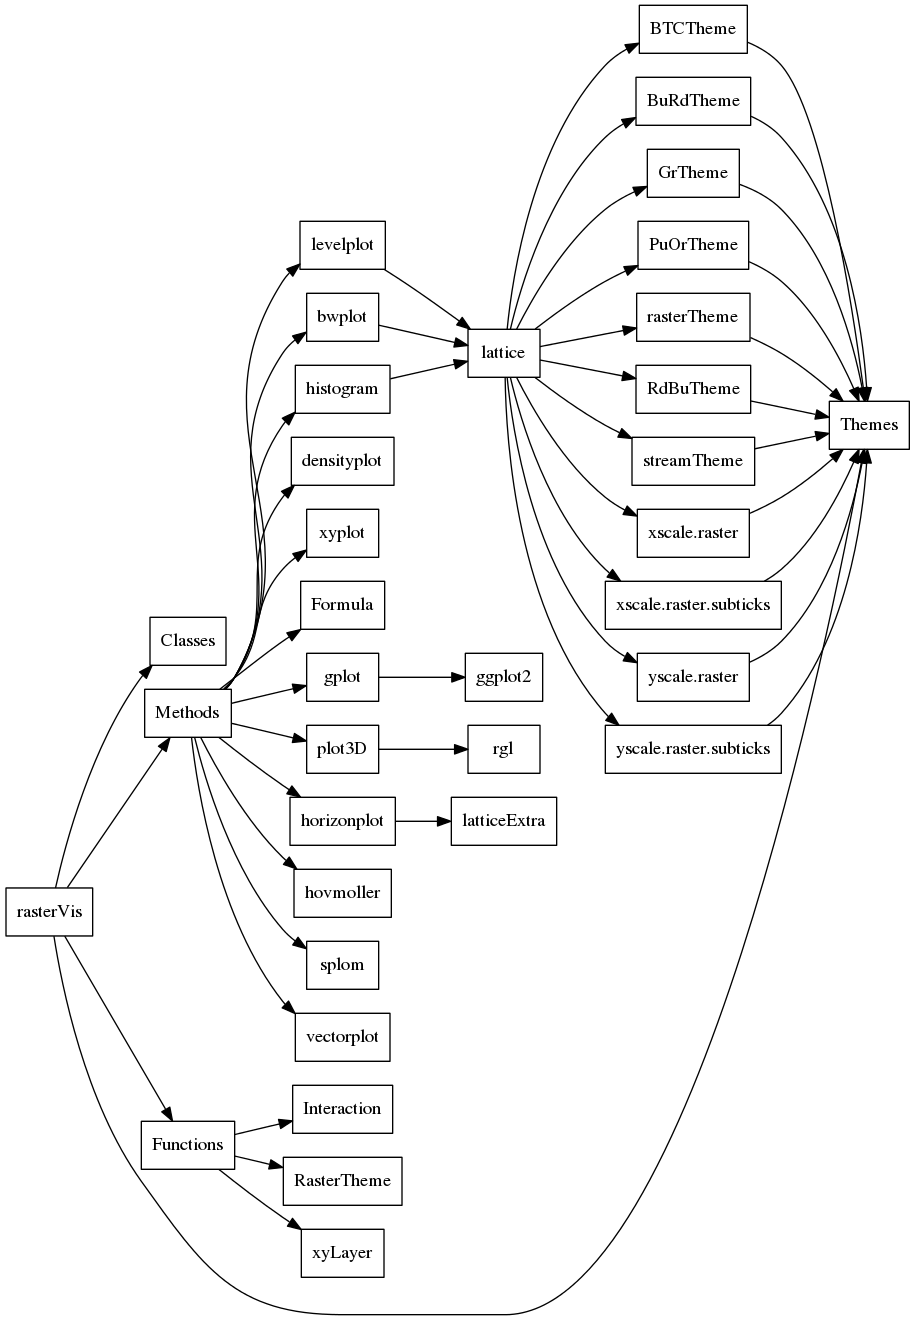 BTCTheme
BuRdTheme
GrTheme
PuOrTheme
levelplot
rasterTheme
bwplot
lattice
histogram
RdBuTheme
Themes
densityplot
streamTheme
xyplot
xscale.raster
Formula
xscale.raster.subticks
Classes
gplot
ggplot2
yscale.raster
Methods
plot3D
rgl
yscale.raster.subticks
horizonplot
latticeExtra
hovmoller
rasterVis
splom
vectorplot
Interaction
Functions
RasterTheme
xyLayer